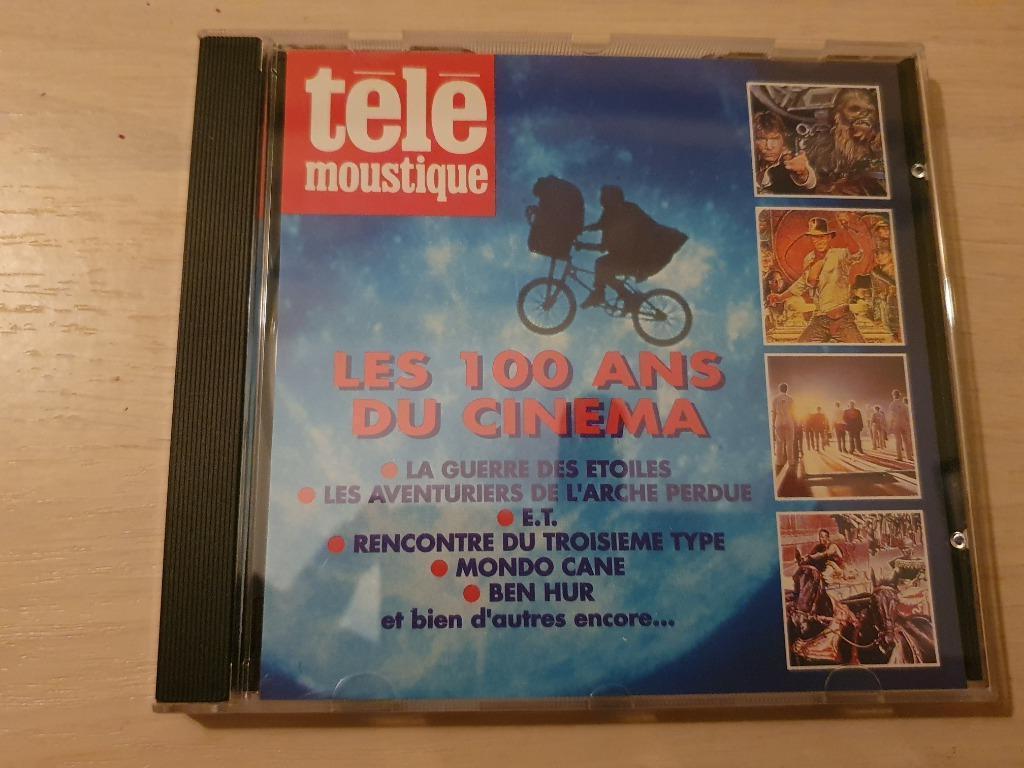 télé
moustique
LES 100 ANS
DU CINEMA
LA GUERRE DES ETOILES
LES AVENTURIERS DE L'ARCHE PERDUE
E.T.
RENCONTRE DU TROISIEME TYPE
MONDO CANE
BEN HUR
et bien d'autres encore...